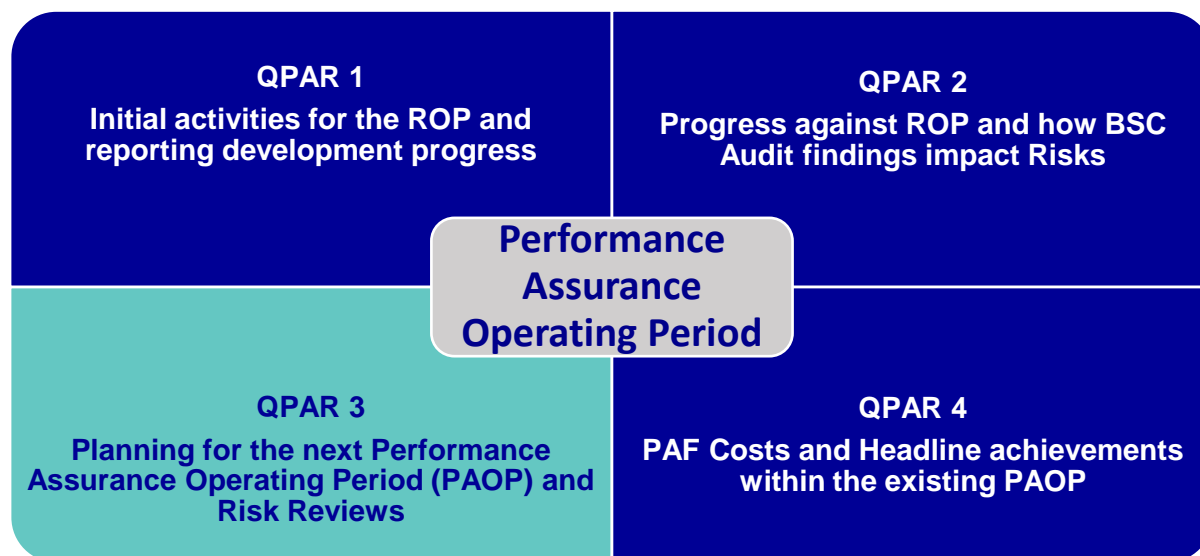 QPAR 1
Initial activities for the ROP and
reporting development progress
QPAR 2
Progress against ROP and how BSC
Audit findings impact Risks
Performance
Assurance
Operating Period
QPAR 3
Planning for the next Performance
Assurance Operating Period (PAOP) and
Risk Reviews
QPAR 4
PAF Costs and Headline achievements
within the existing PAOP